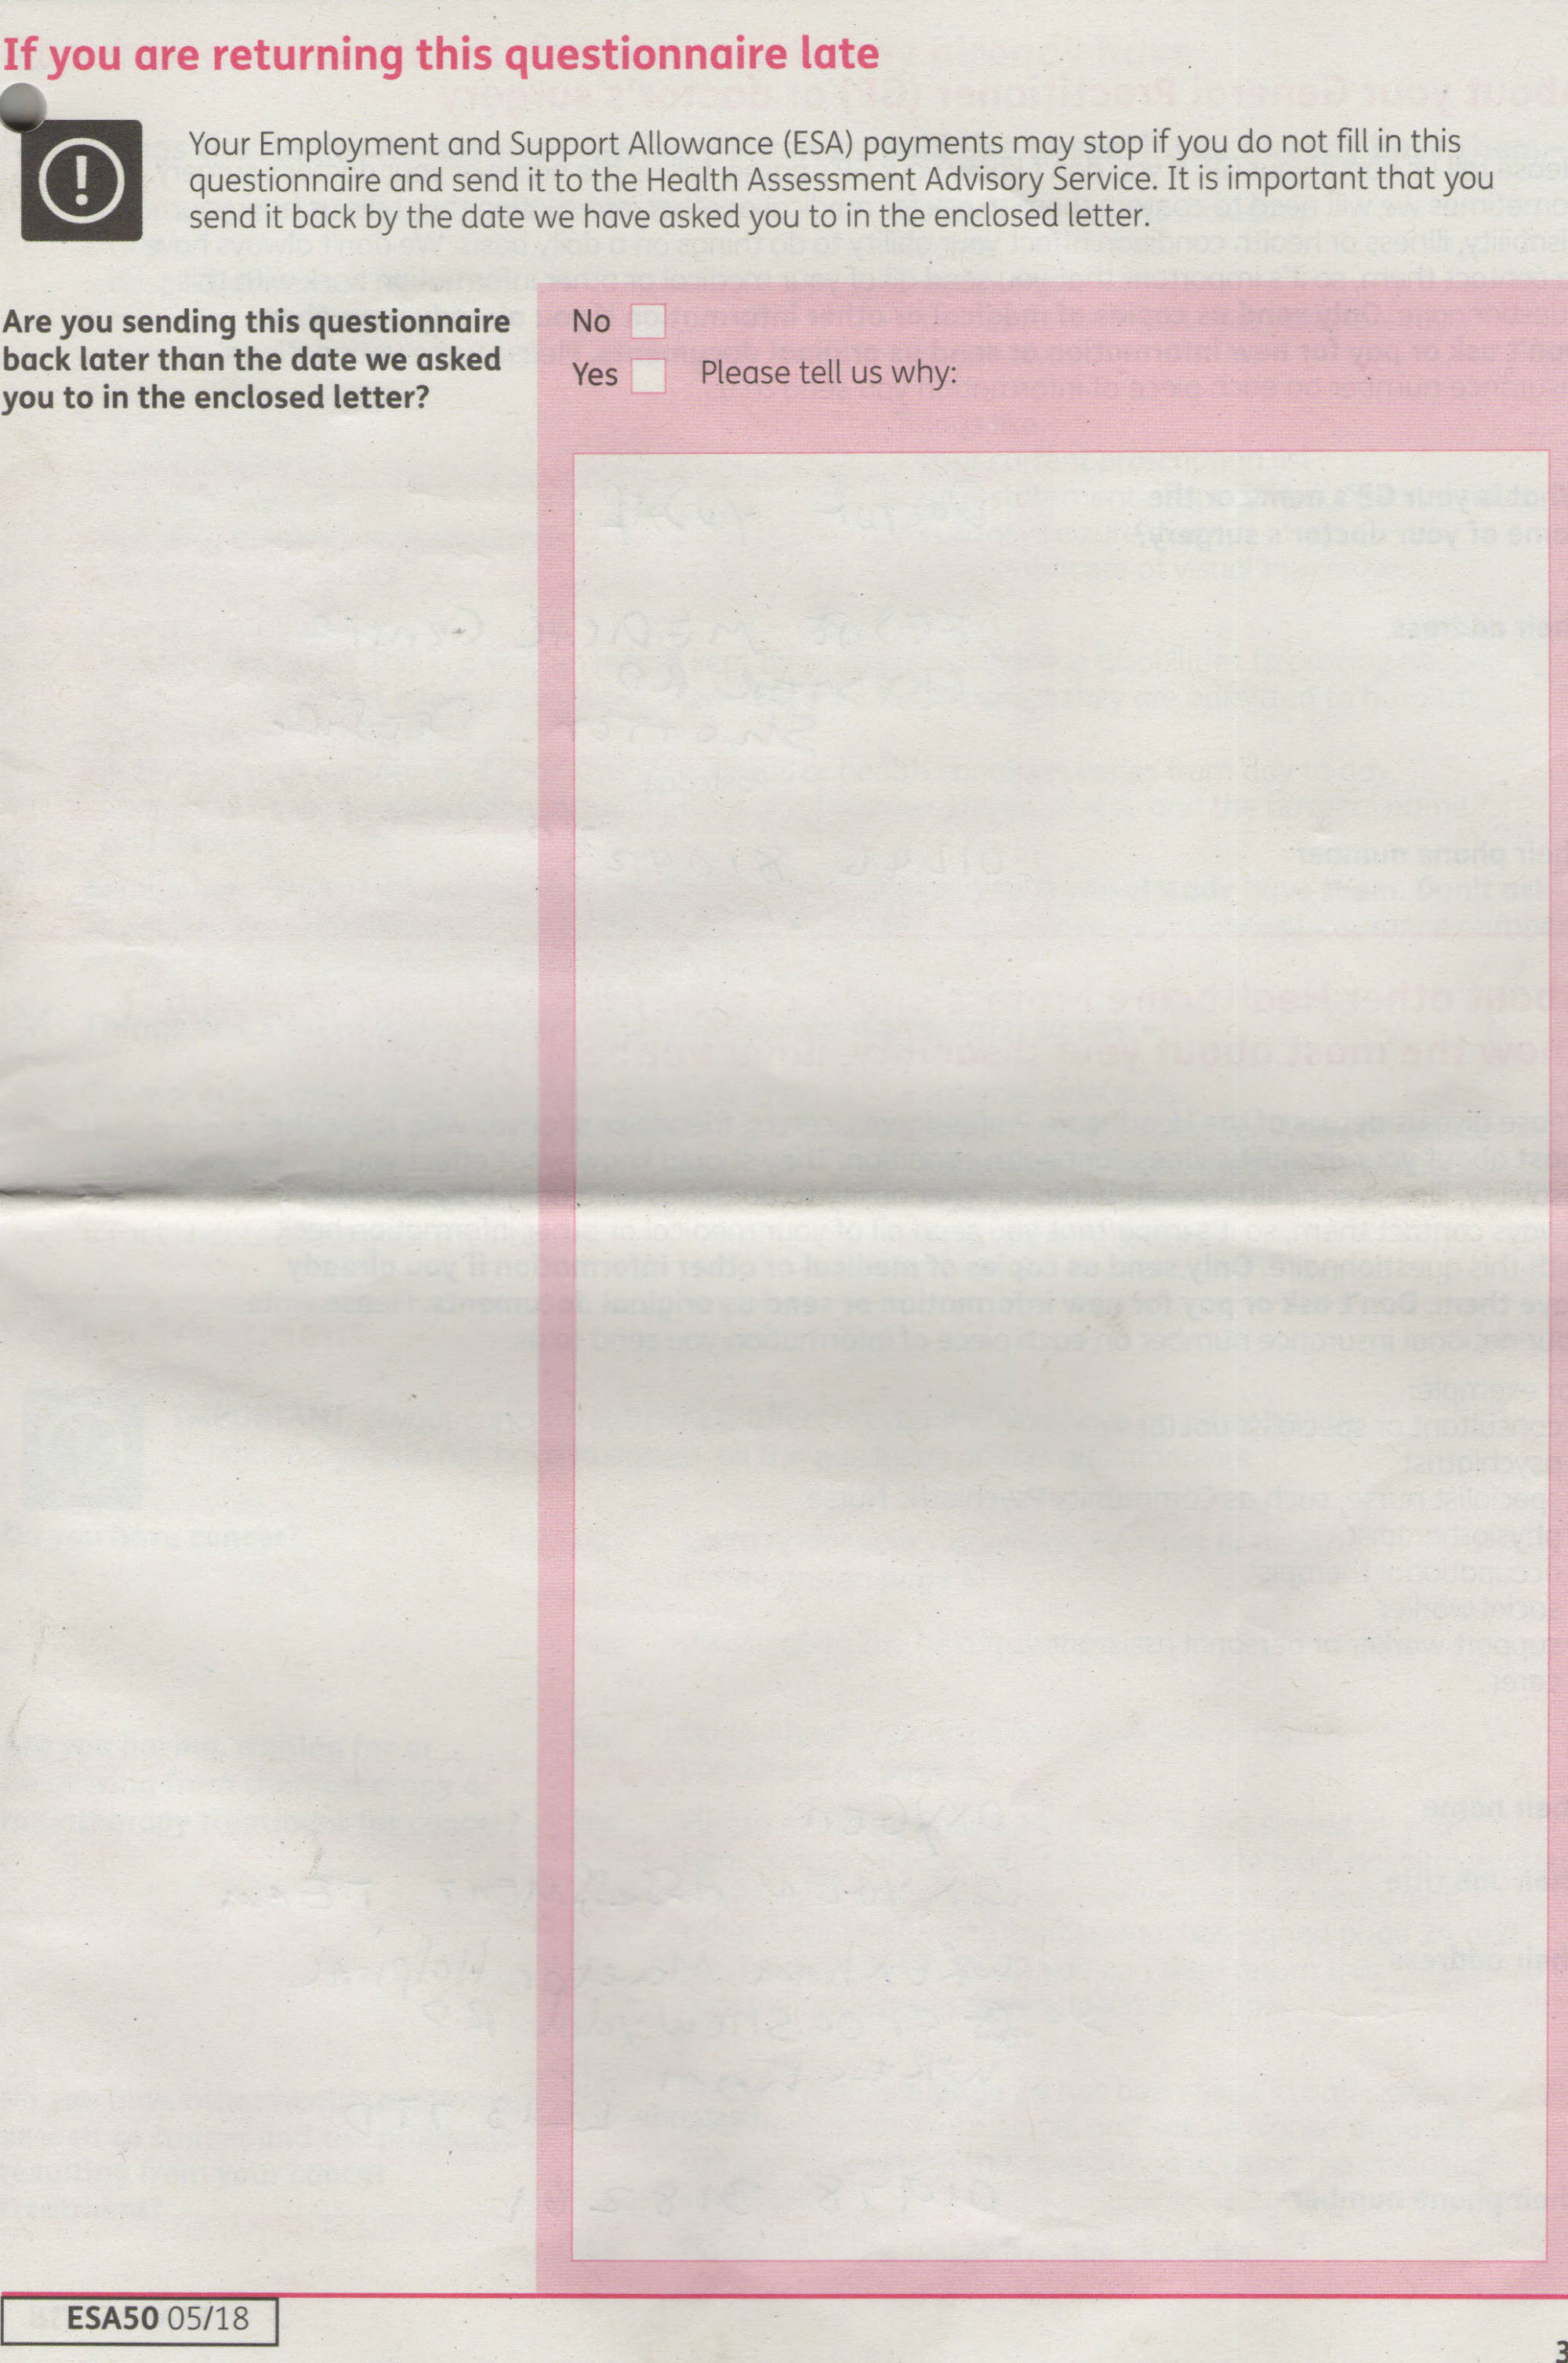 If you are returning this questionnaire late
Your Employment and Support Allowance (ESA) payments may stop if you do not fill in this
questionnaire and send it to the Health Assessment Advisory Service. It is important that you
send it back by the date we have asked you to in the enclosed letter.
Are you sending this questionnaire
back later than the date we asked
you to in the enclosed letter?
No
Yes Please tell us why:
ESA50 05/18
3